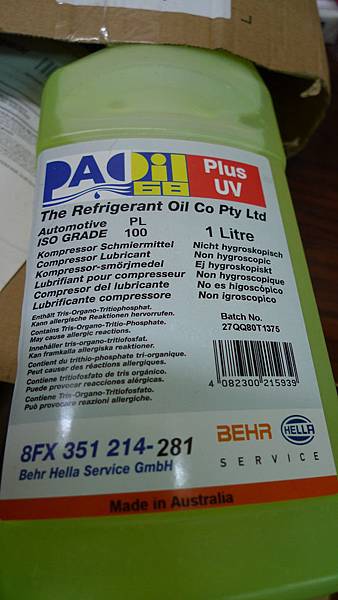 PAOil
68
Plus
UV
The Refrigerant Oil Co Pty Ltd
Automotive PL
ISO GRADE 100
1 Litre
Kompressor Schmiermittel
Compressor Lubricant
Kompressor-smörjmedel
Lubrifiant pour compresseur
Compresor del lubricante
Lubrificante compressore
Nicht hygroskopisch
Non hygroscopic
Ej hygroskopiskt
Non hygroscopique
No es higoscòpico
Non igroscopico
Enthält Tris-Organo-Tritiophosphat.
Kann allergische Reaktionen hervorrufen.
Contains Tris-Organo-Tritio-Phosphate.
May cause allergic reactions.
Innehåller tris-organo-tritiofosfat.
Kan framkalla allergiska reaktioner.
Contient du trithio-phosphate tri-organique.
Peut causer des réactions allergiques.
Contiene tritiofosfato de tris orgánico.
Puede provocar reacciones alérgicas.
Contiene Tris-Organo-Tritiofosfato.
Può provocare reazioni allergiche.
Batch No.
27QQ80T1375
4 082300 215939
8FX 351 214-281
Behr Hella Service GmbH
BEHR HELLA
SERVICE
Made in Australia